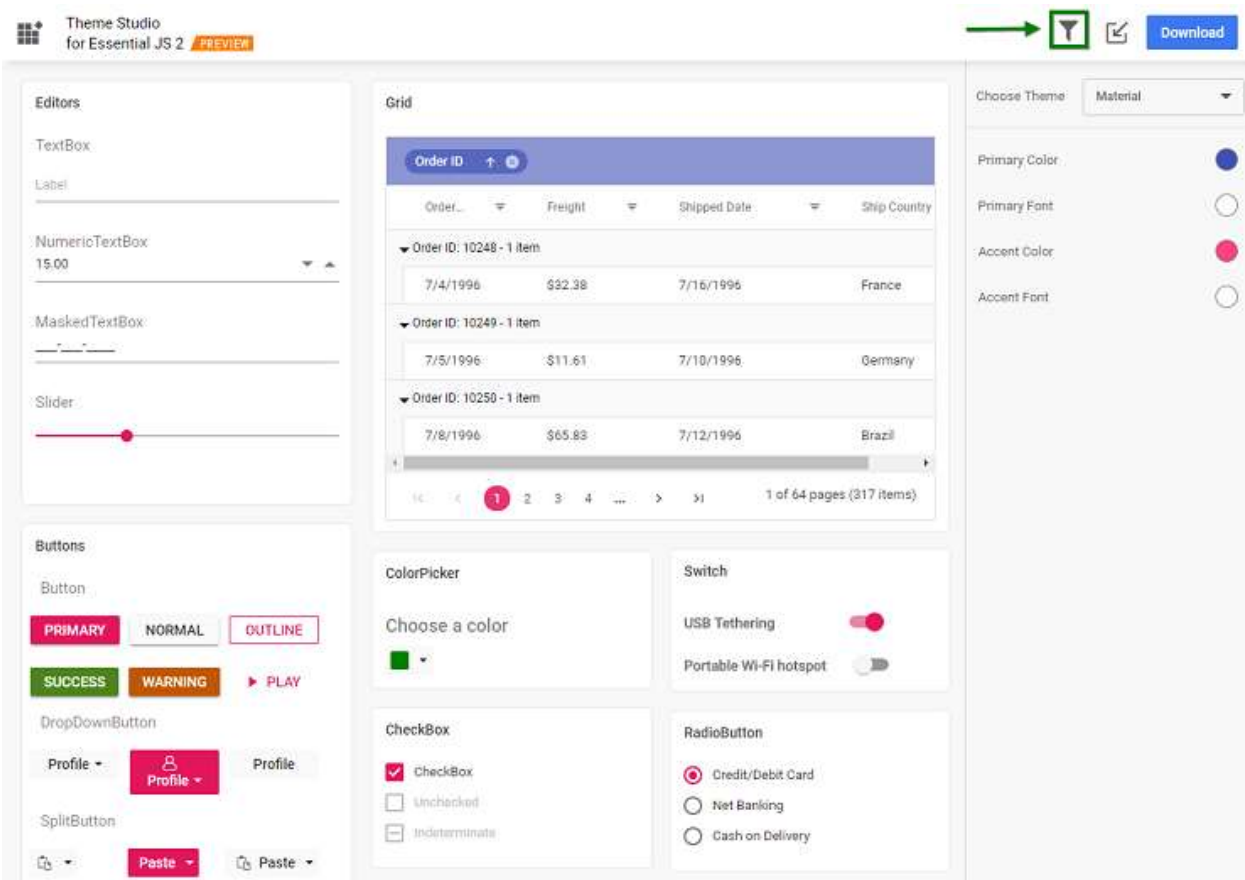 Theme Studio
for Essential JS 2 PREVIEW
Download
Editors
TextBox
Label
NumericTextBox
15.00
MaskedTextBox
___-___-____
Slider
Buttons
Button
PRIMARY NORMAL OUTLINE
SUCCESS WARNING PLAY
DropDownButton
Profile Profile Profile
SplitButton
Paste Paste
Grid
Order ID
Order... Freight Shipped Date Ship Country
Order ID: 10248 - 1 item
7/4/1996 $32.38 7/16/1996 France
Order ID: 10249 - 1 item
7/5/1996 $11.61 7/10/1996 Germany
Order ID: 10250 - 1 item
7/8/1996 $65.83 7/12/1996 Brazil
1 2 3 4 ... 1 of 64 pages (317 items)
ColorPicker
Choose a color
Switch
USB Tethering
Portable Wi-Fi hotspot
CheckBox
CheckBox
Unchecked
Indeterminate
RadioButton
Credit/Debit Card
Net Banking
Cash on Delivery
Choose Theme Material
Primary Color
Primary Font
Accent Color
Accent Font